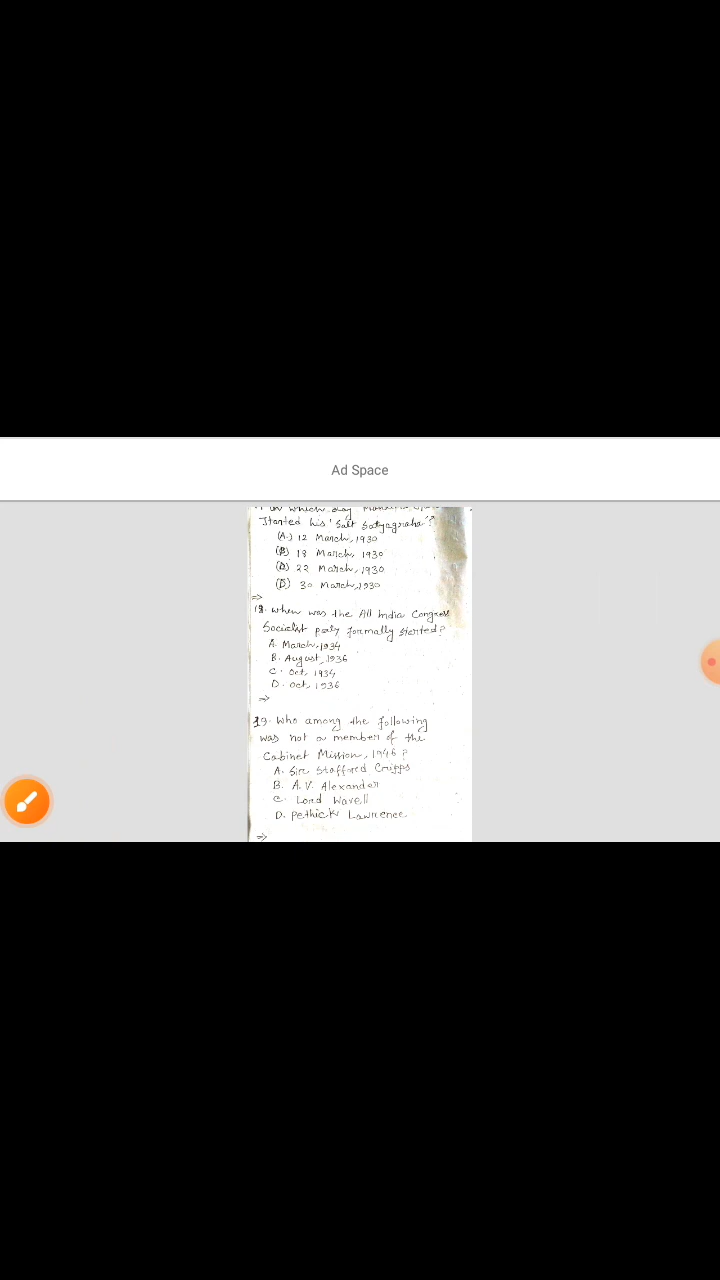 Ad Space
on which day
Started his 'Salt Satyagraha'?
(A.) 12 March, 1930
(B) 18 March, 1930
(D) 22 March, 1930
(D) 30 March, 1930
⇒
18. When was the All India Congress
Socialist party formally started?
A. March, 1934
B. August, 1936
C. Oct, 1934
D. Oct, 1936
⇒
19. Who among the following
was not a member of the
Cabinet Mission, 1946?
A. Sir Stafford Cripps
B. A.V. Alexander
C. Lord Wavell
D. Pethick Lawrence
⇒